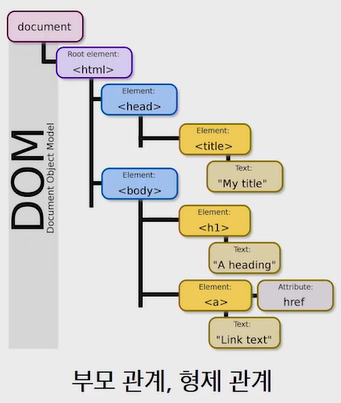 document
Root element:
<html>
Element:
<head>
Element:
<title>
Text:
"My title"
DOM
Document Object Model
Element:
<body>
Element:
<h1>
Text:
"A heading"
Element:
<a>
Attribute:
href
Text:
"Link text"
부모 관계, 형제 관계